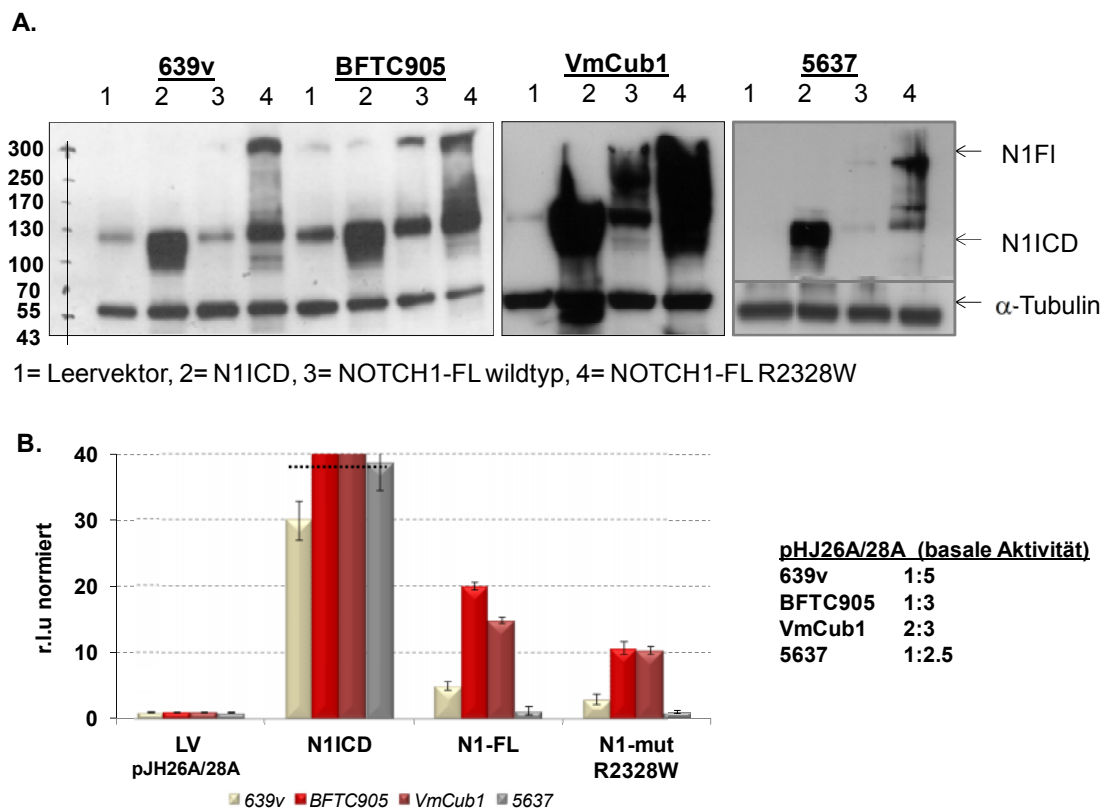 A.
639v BFTC905 VmCub1 5637
1 2 3 4 1 2 3 4 1 2 3 4 1 2 3 4
300
250
170
130
100
70
55
43
N1Fl
N1ICD
α-Tubulin
1= Leervektor, 2= N1ICD, 3= NOTCH1-FL wildtyp, 4= NOTCH1-FL R2328W
B.
r.l.u normiert
40
30
20
10
0
LV
pJH26A/28A
N1ICD
N1-FL
N1-mut
R2328W
639v BFTC905 VmCub1 5637
pHJ26A/28A (basale Aktivität)
639v 1:5
BFTC905 1:3
VmCub1 2:3
5637 1:2.5